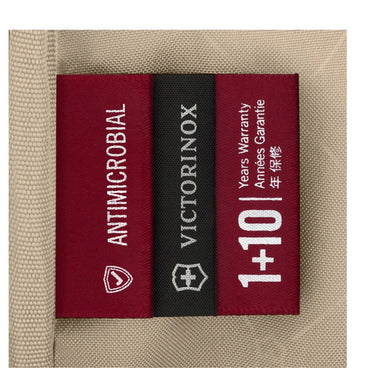 ANTIMICROBIAL
VICTORINOX
1+10
Years Warranty
Années Garantie
年 保修